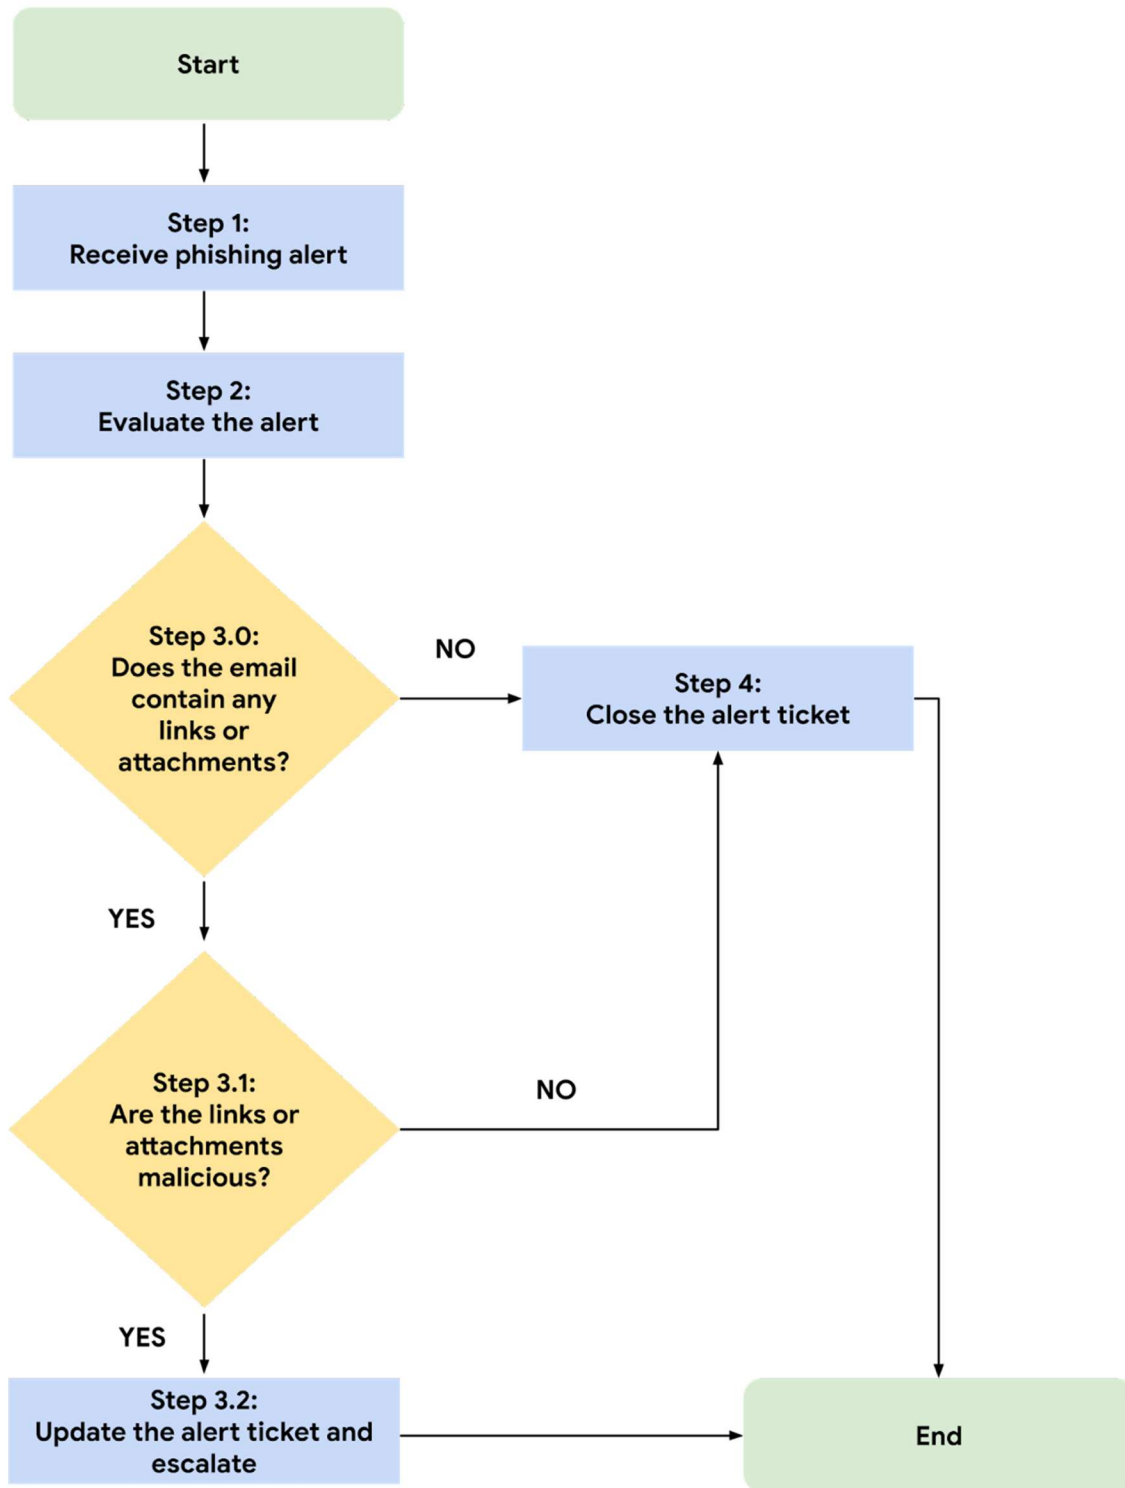 Start
Step 1:
Receive phishing alert
Step 2:
Evaluate the alert
Step 3.0:
Does the email
contain any
links or
attachments?
NO
Step 4:
Close the alert ticket
YES
Step 3.1:
Are the links or
attachments
malicious?
NO
YES
Step 3.2:
Update the alert ticket and
escalate
End